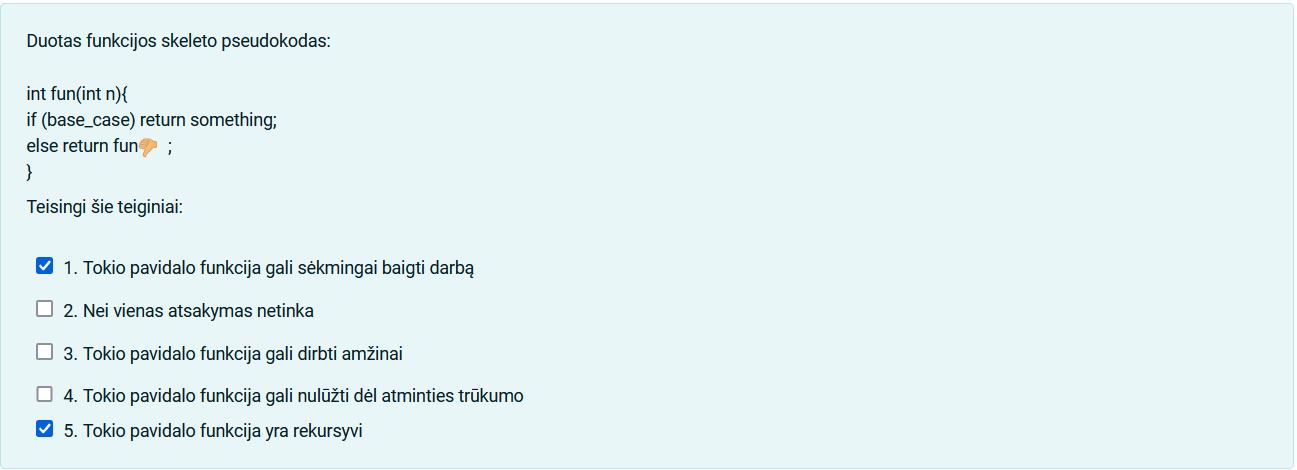 Duotas funkcijos skeleto pseudokodas:
int fun(int n){
if (base_case) return something;
else return fun👎 ;
}
Teisingi šie teiginiai:
1. Tokio pavidalo funkcija gali sėkmingai baigti darbą
2. Nei vienas atsakymas netinka
3. Tokio pavidalo funkcija gali dirbti amžinai
4. Tokio pavidalo funkcija gali nulūžti dėl atminties trūkumo
5. Tokio pavidalo funkcija yra rekursyvi